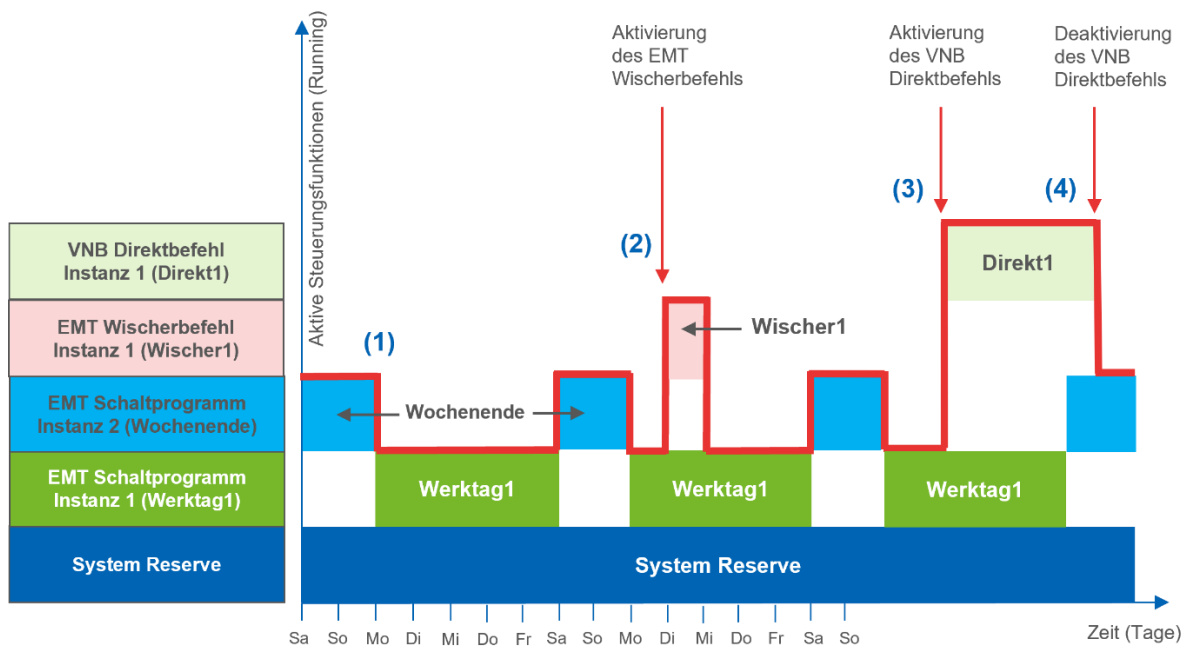 Aktive Steuerungsfunktionen (Running)
Aktivierung
des EMT
Wischerbefehls
Aktivierung
des VNB
Direktbefehls
Deaktivierung
des VNB
Direktbefehls
(1)
(2)
(3)
(4)
VNB Direktbefehl
Instanz 1 (Direkt1)
Direkt1
EMT Wischerbefehl
Instanz 1 (Wischer1)
Wischer1
EMT Schaltprogramm
Instanz 2 (Wochenende)
Wochenende
EMT Schaltprogramm
Instanz 1 (Werktag1)
Werktag1
Werktag1
Werktag1
System Reserve
System Reserve
Sa So Mo Di Mi Do Fr Sa So Mo Di Mi Do Fr Sa So
Zeit (Tage)